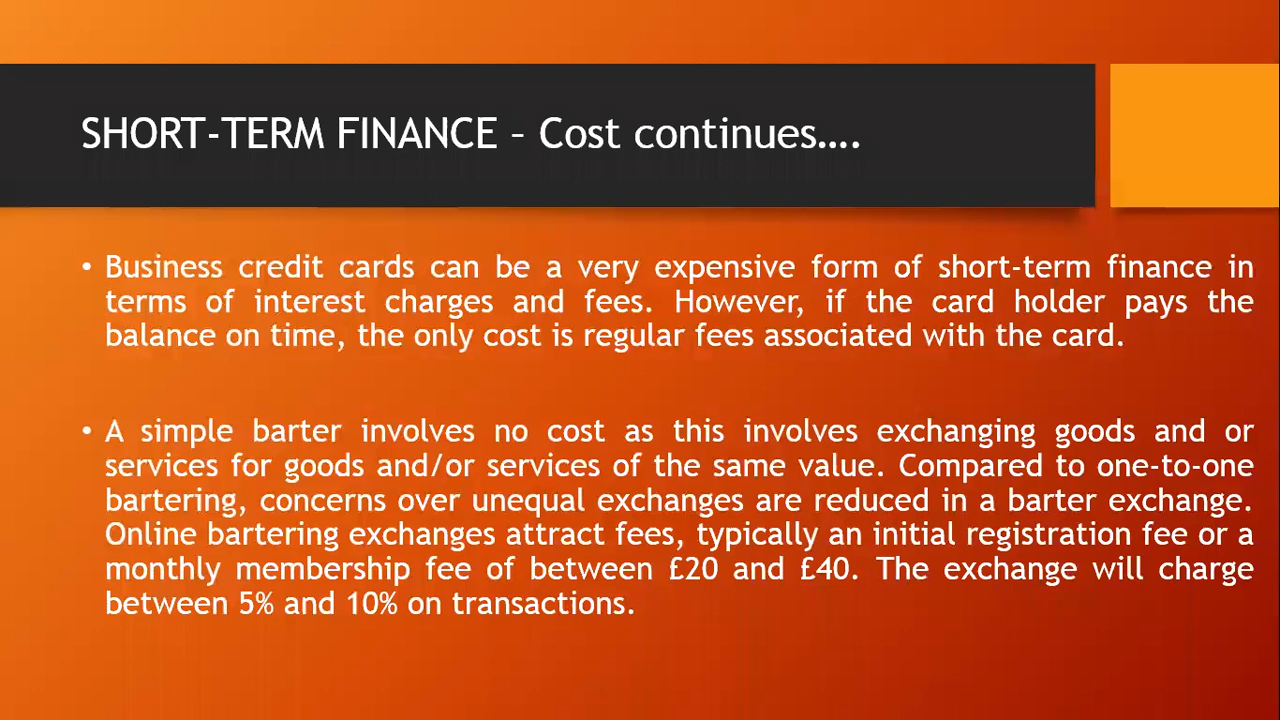 SHORT-TERM FINANCE – Cost continues....
• Business credit cards can be a very expensive form of short-term finance in
terms of interest charges and fees. However, if the card holder pays the
balance on time, the only cost is regular fees associated with the card.
• A simple barter involves no cost as this involves exchanging goods and or
services for goods and/or services of the same value. Compared to one-to-one
bartering, concerns over unequal exchanges are reduced in a barter exchange.
Online bartering exchanges attract fees, typically an initial registration fee or a
monthly membership fee of between £20 and £40. The exchange will charge
between 5% and 10% on transactions.